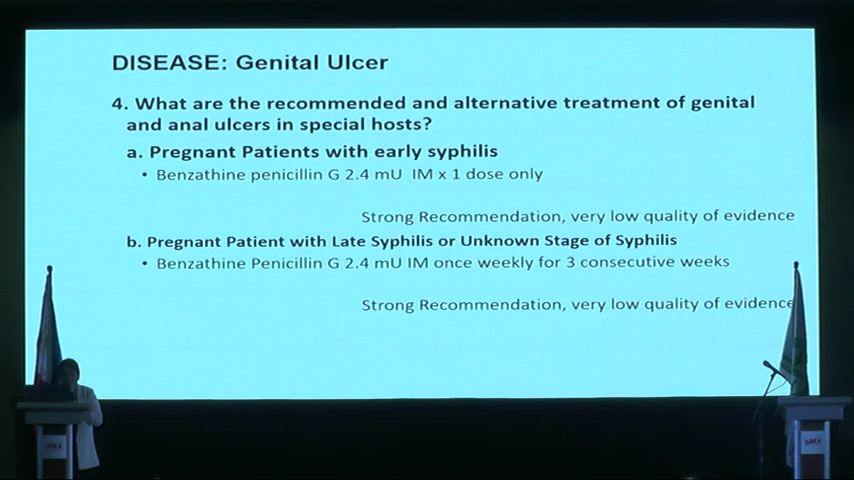 DISEASE: Genital Ulcer
4. What are the recommended and alternative treatment of genital
and anal ulcers in special hosts?
a. Pregnant Patients with early syphilis
• Benzathine penicillin G 2.4 mU IM x 1 dose only
Strong Recommendation, very low quality of evidence
b. Pregnant Patient with Late Syphilis or Unknown Stage of Syphilis
• Benzathine Penicillin G 2.4 mU IM once weekly for 3 consecutive weeks
Strong Recommendation, very low quality of evidence
SMX
SMX